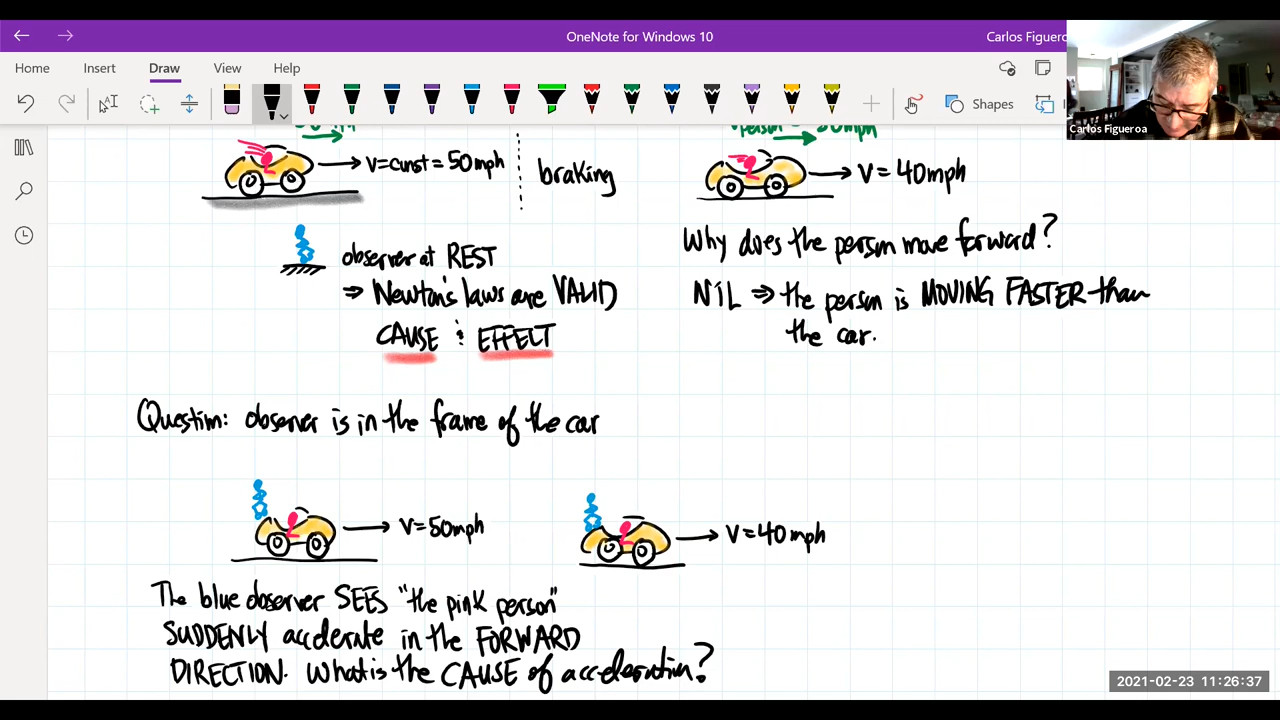 OneNote for Windows 10
Carlos Figuero
Home Insert Draw View Help
Shapes
Carlos Figueroa
50mph
V=const = 50mph
braking
V = 40mph
observer at REST
⇒ Newton's laws are VALID
CAUSE : EFFECT
Why does the person move forward?
N1L ⇒ the person is MOVING FASTER than
the car.
Question: observer is in the frame of the car
V=50mph
V=40mph
The blue observer SEES "the pink person"
SUDDENLY acclerate in the FORWARD
DIRECTION. What is the CAUSE of acceleration?
2021-02-23 11:26:37